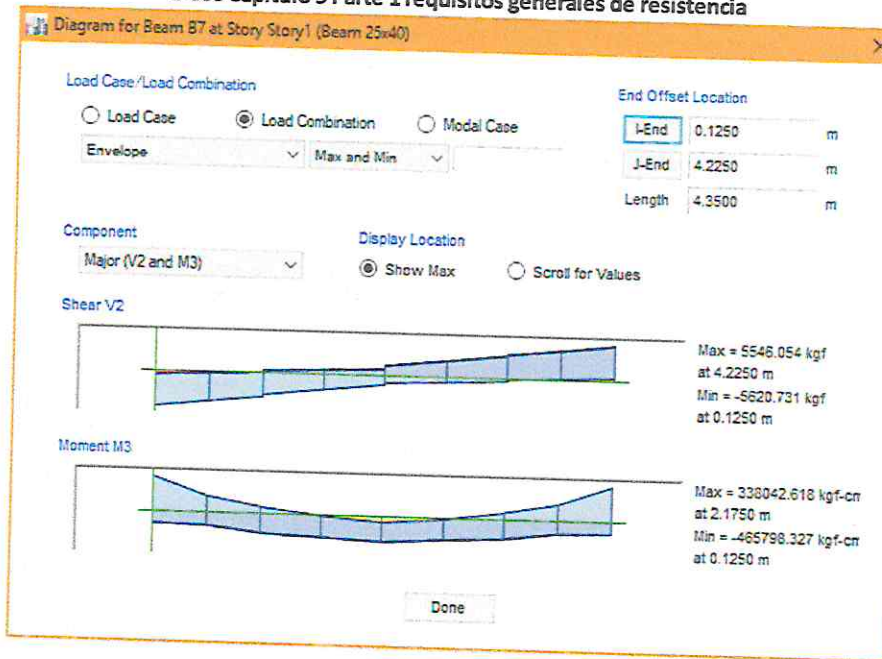 Capitulo 9 Parte 1 requisitos generales de resistencia
Diagram for Beam B7 at Story Story1 (Beam 25x40)
Load Case/Load Combination
Load Case
Load Combination
Modal Case
Envelope
Max and Min
End Offset Location
I-End 0.1250 m
J-End 4.2250 m
Length 4.3500 m
Component
Major (V2 and M3)
Display Location
Show Max
Scroll for Values
Shear V2
Max = 5546.054 kgf
at 4.2250 m
Min = -5620.731 kgf
at 0.1250 m
Moment M3
Max = 338042.618 kgf-cm
at 2.1750 m
Min = -465798.327 kgf-cm
at 0.1250 m
Done